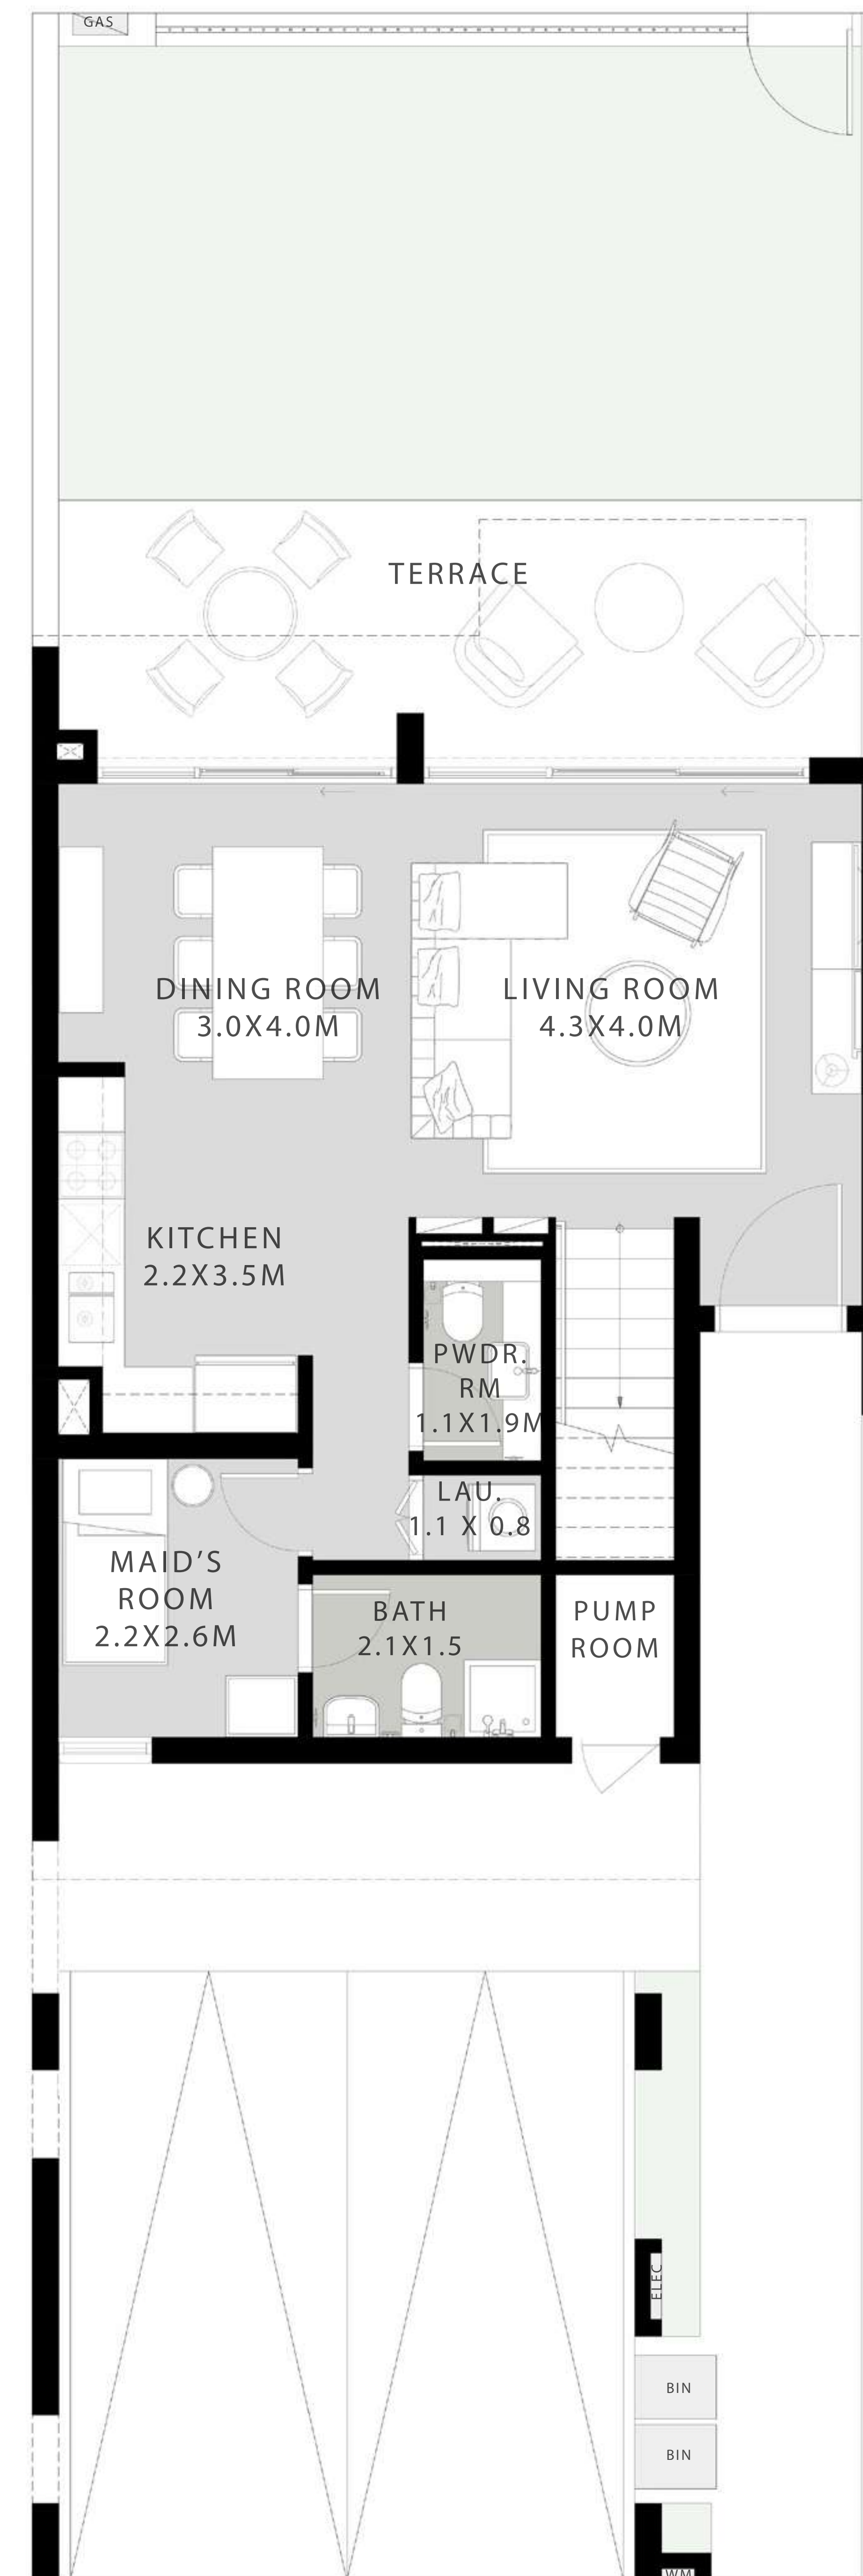 GAS
TERRACE
DINING ROOM
3.0X4.0M
LIVING ROOM
4.3X4.0M
KITCHEN
2.2X3.5M
PWDR.
RM
1.1X1.9M
LAU.
1.1 X 0.8
MAID'S
ROOM
2.2X2.6M
BATH
2.1X1.5
PUMP
ROOM
ELEC
BIN
BIN
WM